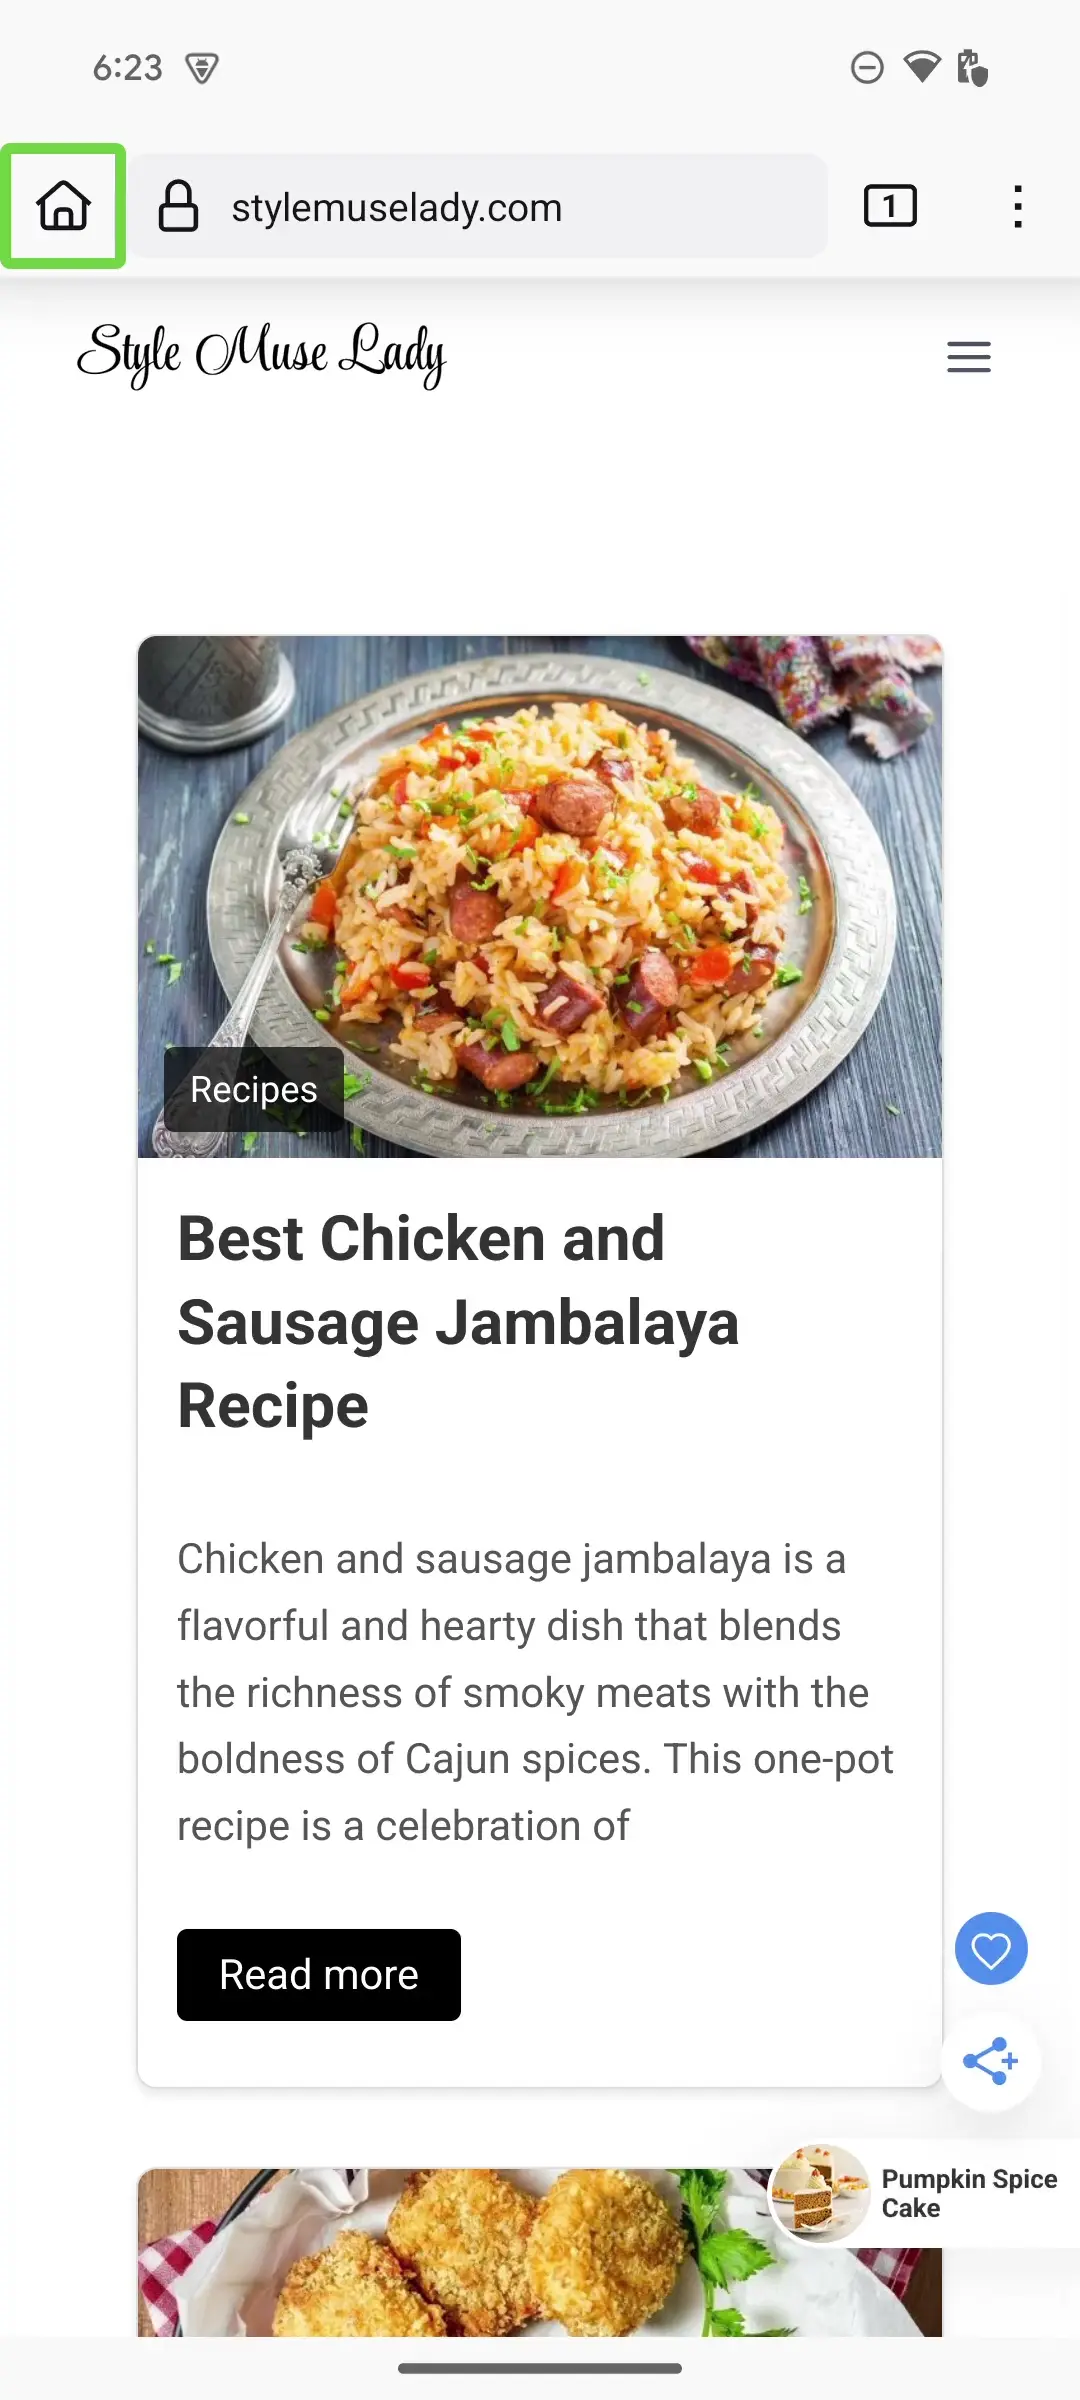 6:23
stylemuselady.com
1
Style Muse Lady
Recipes
Best Chicken and
Sausage Jambalaya
Recipe
Chicken and sausage jambalaya is a
flavorful and hearty dish that blends
the richness of smoky meats with the
boldness of Cajun spices. This one-pot
recipe is a celebration of
Read more
Pumpkin Spice
Cake